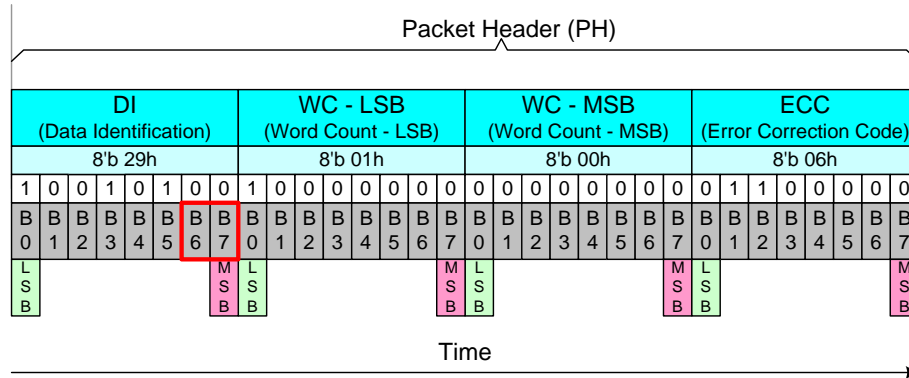 Packet Header (PH)
DI WC - LSB WC - MSB ECC
(Data Identification) (Word Count - LSB) (Word Count - MSB) (Error Correction Code)
8'b 29h 8'b 01h 8'b 00h 8'b 06h
1 0 0 1 0 1 0 0 1 0 0 0 0 0 0 0 0 0 0 0 0 0 0 0 0 1 1 0 0 0 0 0
B B B B B B B B B B B B B B B B B B B B B B B B B B B B B B B B
0 1 2 3 4 5 6 7 0 1 2 3 4 5 6 7 0 1 2 3 4 5 6 7 0 1 2 3 4 5 6 7
L M L M L M L M
S S S S S S S S
B B B B B B B B
Time